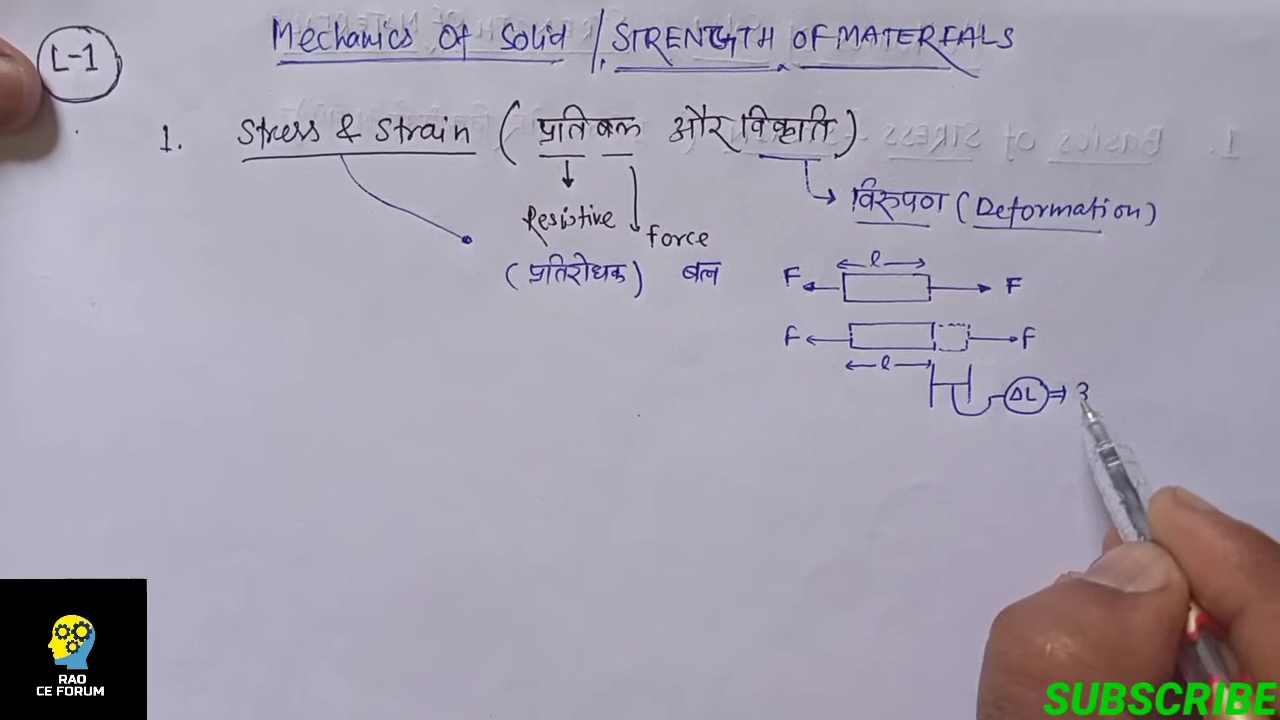 L-1
Mechanics Of Solid / STRENGTH OF MATERIALS
1. Stress & Strain ( प्रतिबल और विकृति )
विरुपण ( Deformation )
Resistive force
( प्रतिरोधक ) बल
l
F F
F F
l
ΔL ⇒
RAO
CE FORUM
SUBSCRIBE